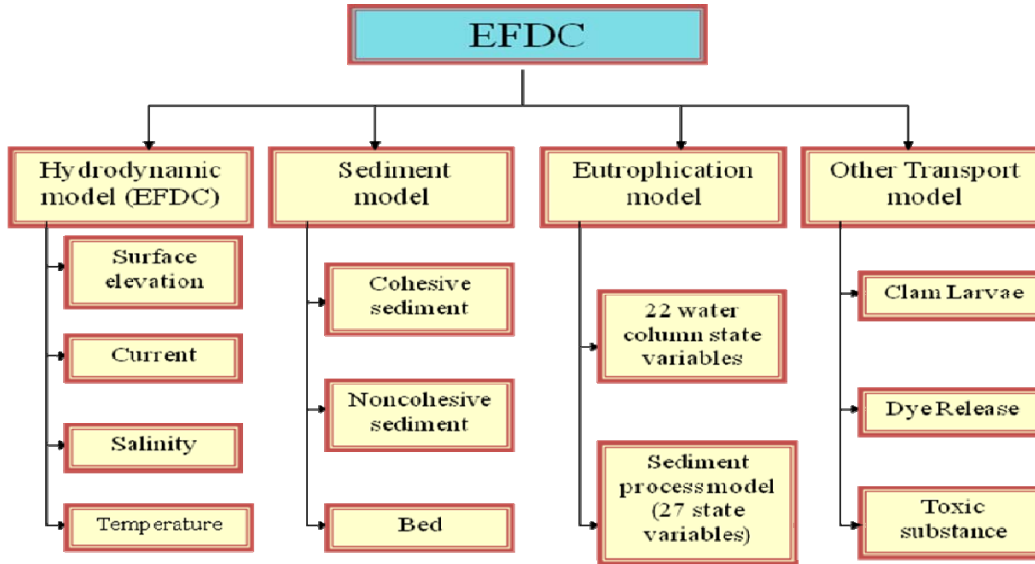 EFDC
Hydrodynamic
model (EFDC)
Surface
elevation
Current
Salinity
Temperature
Sediment
model
Cohesive
sediment
Noncohesive
sediment
Bed
Eutrophication
model
22 water
column state
variables
Sediment
process model
(27 state
variables)
Other Transport
model
Clam Larvae
Dye Release
Toxic
substance